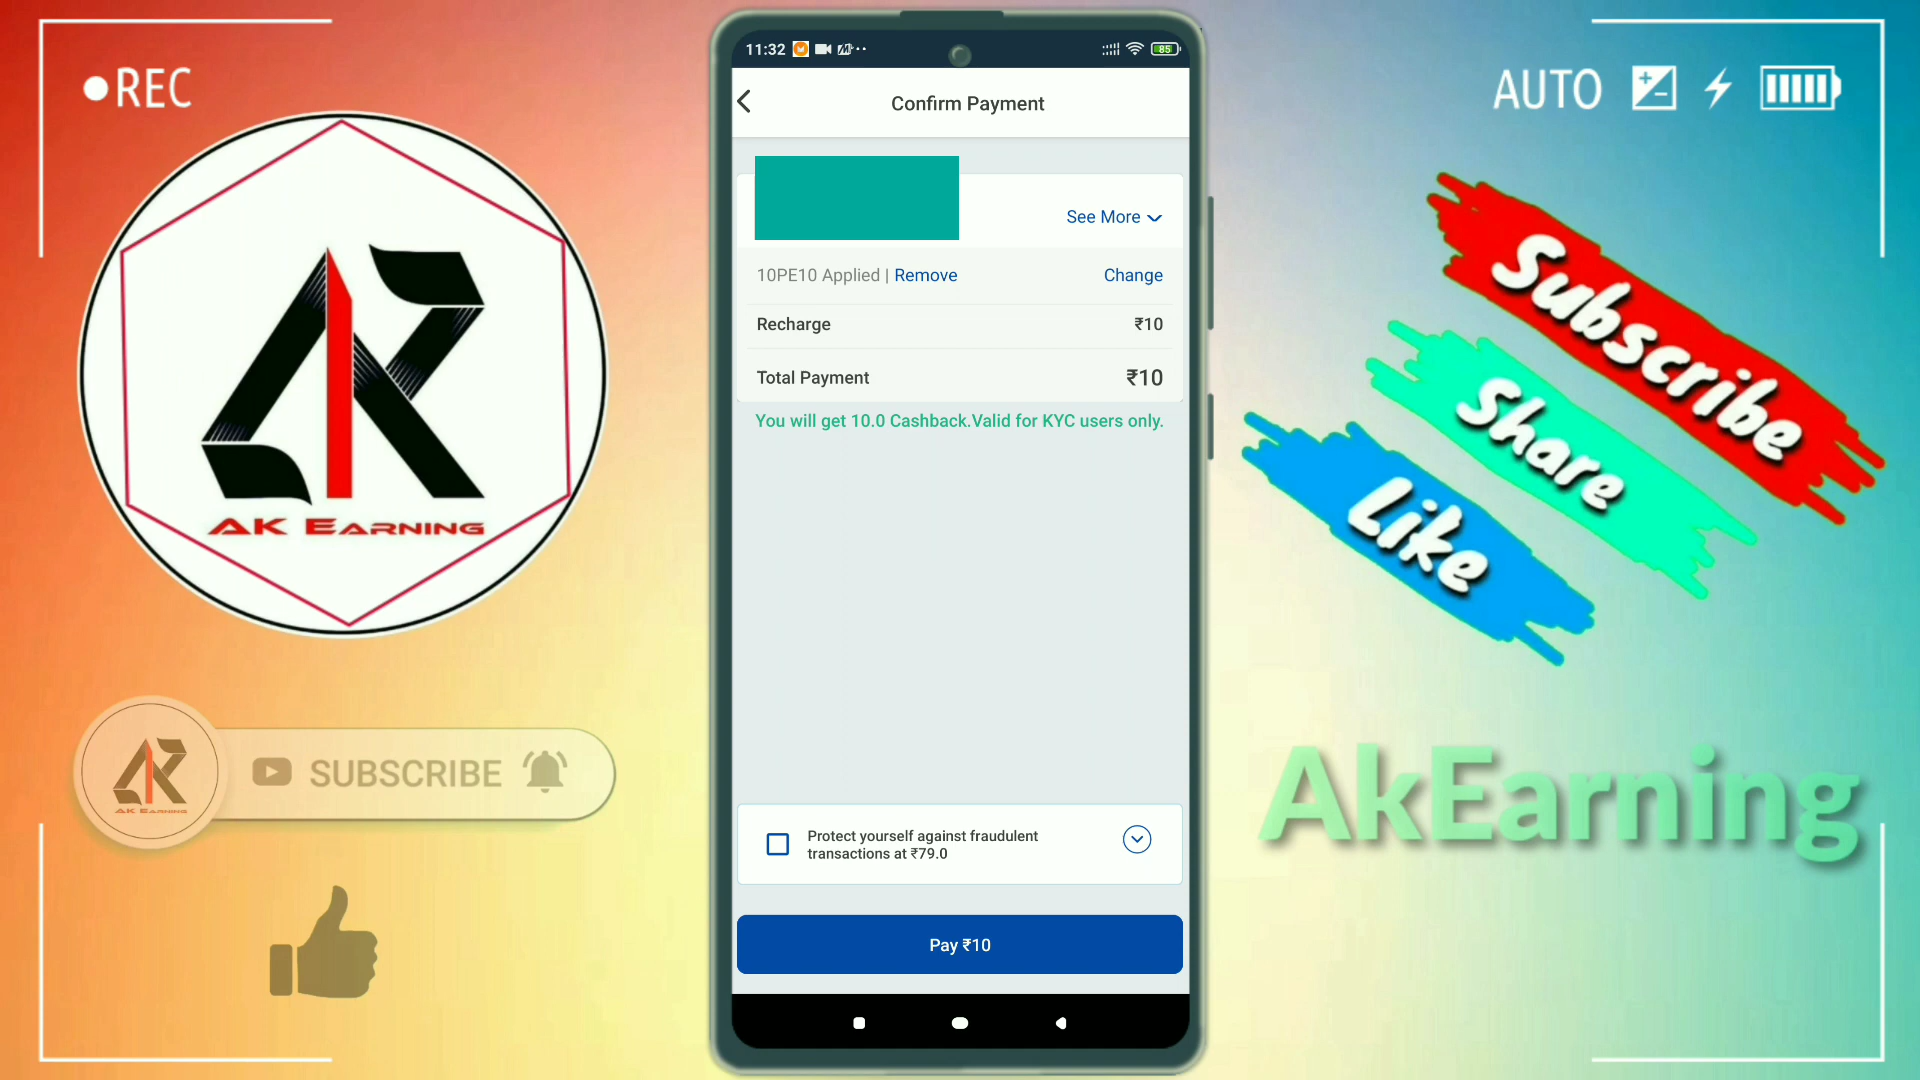 REC
AUTO
AK EARNING
SUBSCRIBE
AK EARNING
11:32
85
Confirm Payment
See More
10PE10 Applied | Remove
Change
Recharge
₹10
Total Payment
₹10
You will get 10.0 Cashback.Valid for KYC users only.
Protect yourself against fraudulent
transactions at ₹79.0
Pay ₹10
Subscribe
Share
Like
AkEarning